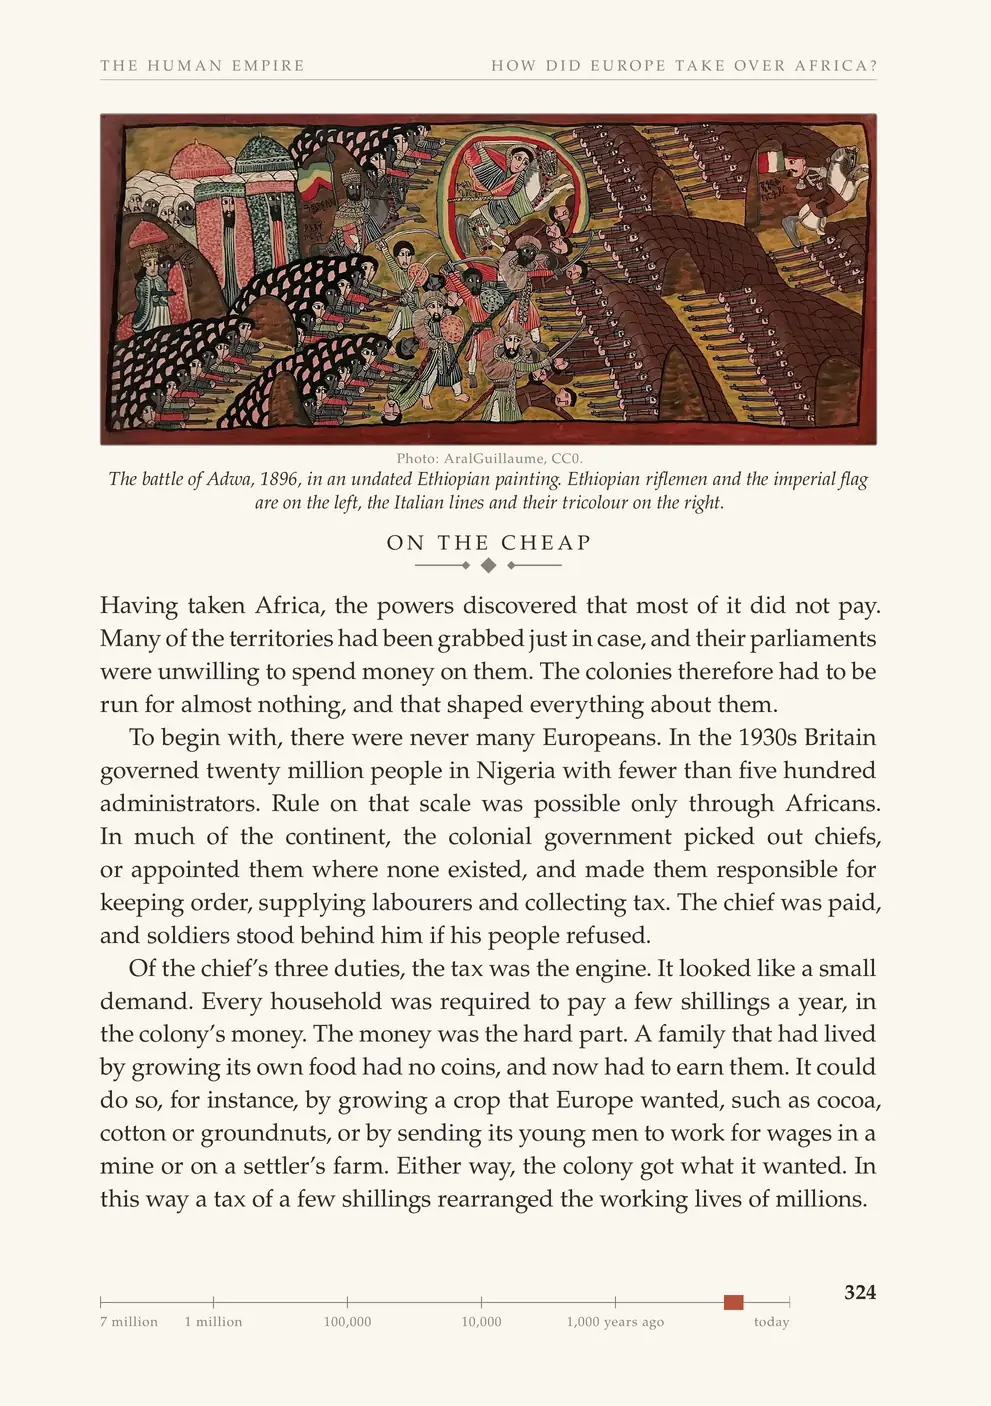 THE HUMAN EMPIRE
HOW DID EUROPE TAKE OVER AFRICA?
Photo: AralGuillaume, CC0.
The battle of Adwa, 1896, in an undated Ethiopian painting. Ethiopian riflemen and the imperial flag
are on the left, the Italian lines and their tricolour on the right.
ON THE CHEAP
Having taken Africa, the powers discovered that most of it did not pay.
Many of the territories had been grabbed just in case, and their parliaments
were unwilling to spend money on them. The colonies therefore had to be
run for almost nothing, and that shaped everything about them.
To begin with, there were never many Europeans. In the 1930s Britain
governed twenty million people in Nigeria with fewer than five hundred
administrators. Rule on that scale was possible only through Africans.
In much of the continent, the colonial government picked out chiefs,
or appointed them where none existed, and made them responsible for
keeping order, supplying labourers and collecting tax. The chief was paid,
and soldiers stood behind him if his people refused.
Of the chief’s three duties, the tax was the engine. It looked like a small
demand. Every household was required to pay a few shillings a year, in
the colony’s money. The money was the hard part. A family that had lived
by growing its own food had no coins, and now had to earn them. It could
do so, for instance, by growing a crop that Europe wanted, such as cocoa,
cotton or groundnuts, or by sending its young men to work for wages in a
mine or on a settler’s farm. Either way, the colony got what it wanted. In
this way a tax of a few shillings rearranged the working lives of millions.
324
7 million
1 million
100,000
10,000
1,000 years ago
today